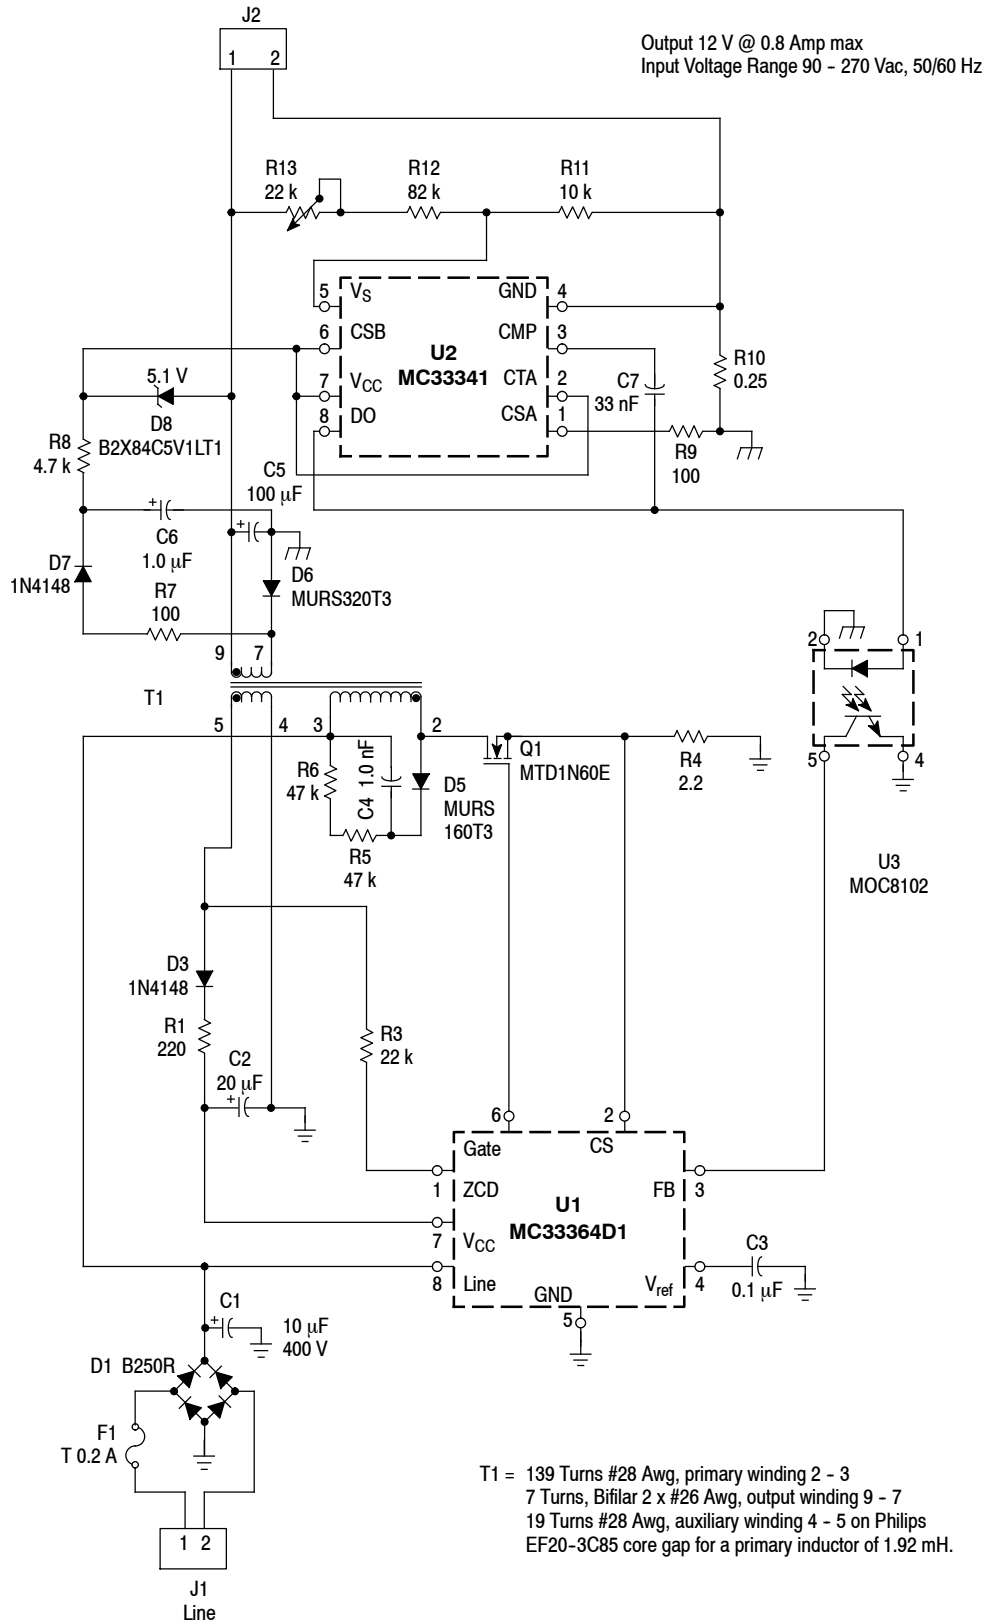 J2
Output 12 V @ 0.8 Amp max
Input Voltage Range 90 - 270 Vac, 50/60 Hz
1 2
R13
22 k
R12
82 k
R11
10 k
5 VS
GND 4
6 CSB
CMP 3
U2
MC33341
7 VCC
CTA 2
8 DO
CSA 1
C7
33 nF
R10
0.25
R9
100
5.1 V
D8
B2X84C5V1LT1
R8
4.7 k
C5
100 μF
+
+
C6
1.0 μF
D7
1N4148
R7
100
D6
MURS320T3
9 7
T1
5 4 3 2
2 1
5 4
U3
MOC8102
R6
47 k
C4 1.0 nF
D5
MURS
160T3
R5
47 k
Q1
MTD1N60E
R4
2.2
D3
1N4148
R1
220
C2
20 μF
+
R3
22 k
6 2
Gate CS
1 ZCD
FB 3
U1
MC33364D1
7 VCC
8 Line
Vref 4
GND
5
C3
0.1 μF
C1
+
10 μF
400 V
D1 B250R
F1
T 0.2 A
1 2
J1
Line
T1 = 139 Turns #28 Awg, primary winding 2 - 3
7 Turns, Bifilar 2 x #26 Awg, output winding 9 - 7
19 Turns #28 Awg, auxiliary winding 4 - 5 on Philips
EF20-3C85 core gap for a primary inductor of 1.92 mH.